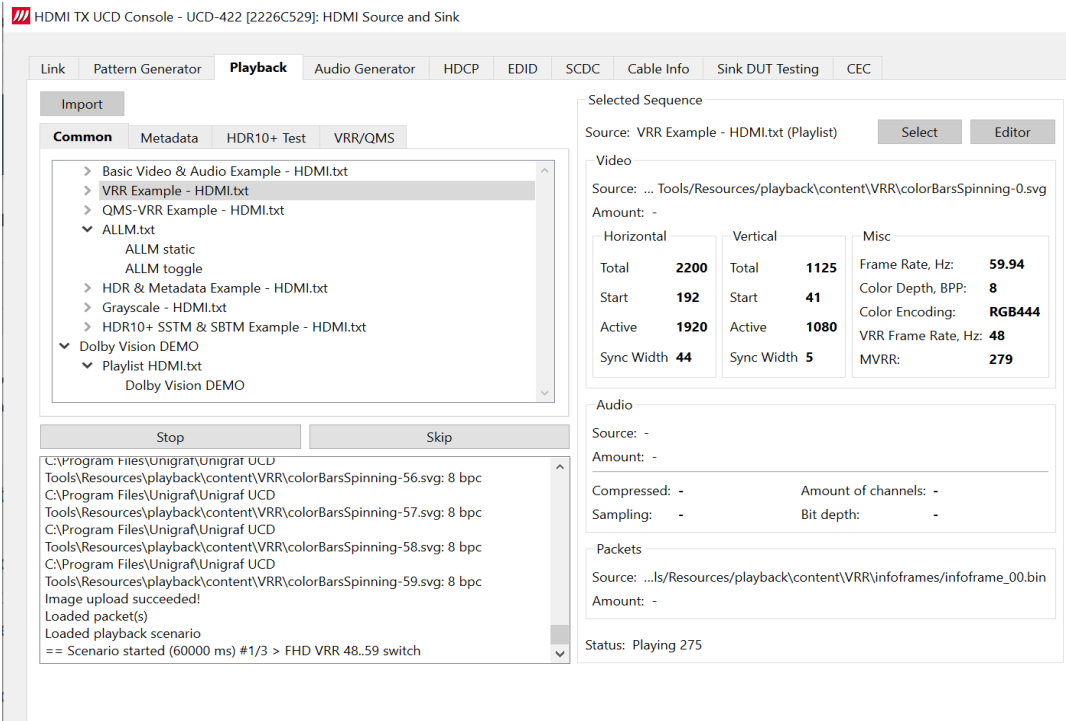 HDMI TX UCD Console - UCD-422 [2226C529]: HDMI Source and Sink
Link Pattern Generator Playback Audio Generator HDCP EDID SCDC Cable Info Sink DUT Testing CEC
Import
Common Metadata HDR10+ Test VRR/QMS
Basic Video & Audio Example - HDMI.txt
VRR Example - HDMI.txt
QMS-VRR Example - HDMI.txt
ALLM.txt
ALLM static
ALLM toggle
HDR & Metadata Example - HDMI.txt
Grayscale - HDMI.txt
HDR10+ SSTM & SBTM Example - HDMI.txt
Dolby Vision DEMO
Playlist HDMI.txt
Dolby Vision DEMO
Stop Skip
C:\Program Files\Unigraf\Unigraf UCD
Tools\Resources\playback\content\VRR\colorBarsSpinning-56.svg: 8 bpc
C:\Program Files\Unigraf\Unigraf UCD
Tools\Resources\playback\content\VRR\colorBarsSpinning-57.svg: 8 bpc
C:\Program Files\Unigraf\Unigraf UCD
Tools\Resources\playback\content\VRR\colorBarsSpinning-58.svg: 8 bpc
C:\Program Files\Unigraf\Unigraf UCD
Tools\Resources\playback\content\VRR\colorBarsSpinning-59.svg: 8 bpc
Image upload succeeded!
Loaded packet(s)
Loaded playback scenario
== Scenario started (60000 ms) #1/3 > FHD VRR 48..59 switch
Selected Sequence
Source: VRR Example - HDMI.txt (Playlist) Select Editor
Video
Source: ... Tools/Resources/playback\content\VRR\colorBarsSpinning-0.svg
Amount: -
Horizontal
Total 2200
Start 192
Active 1920
Sync Width 44
Vertical
Total 1125
Start 41
Active 1080
Sync Width 5
Misc
Frame Rate, Hz: 59.94
Color Depth, BPP: 8
Color Encoding: RGB444
VRR Frame Rate, Hz: 48
MVRR: 279
Audio
Source: -
Amount: -
Compressed: - Amount of channels: -
Sampling: - Bit depth: -
Packets
Source: ...ls/Resources/playback\content\VRR\infoframes/infoframe_00.bin
Amount: -
Status: Playing 275